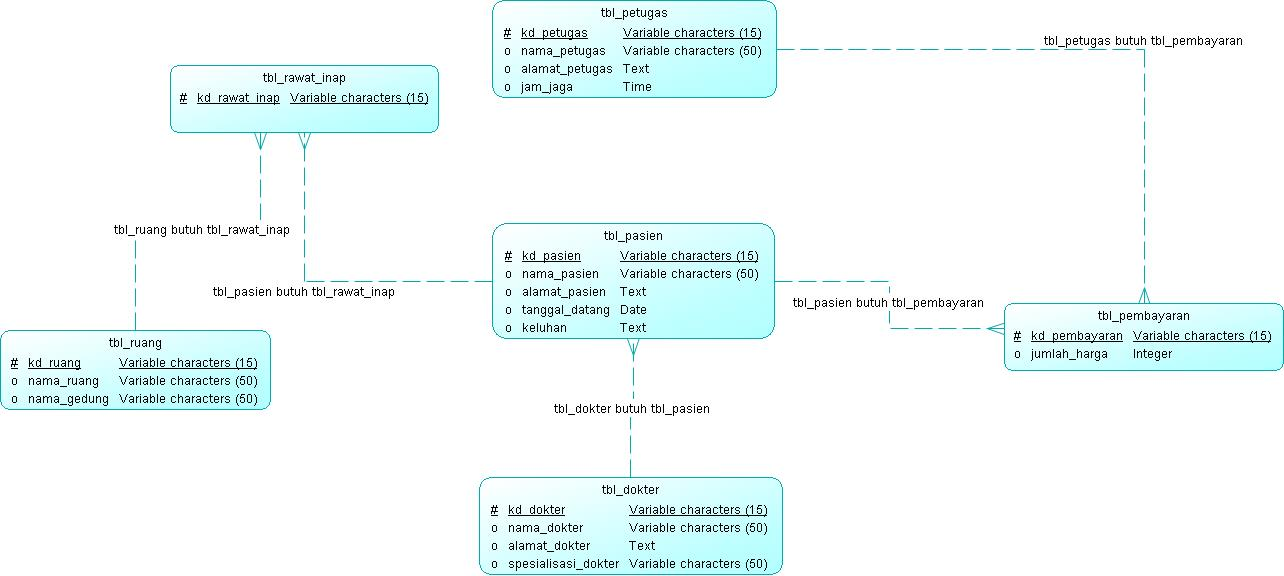 tbl_petugas
# kd_petugas Variable characters (15)
o nama_petugas Variable characters (50)
o alamat_petugas Text
o jam_jaga Time
tbl_petugas butuh tbl_pembayaran
tbl_rawat_inap
# kd_rawat_inap Variable characters (15)
tbl_ruang butuh tbl_rawat_inap
tbl_pasien
# kd_pasien Variable characters (15)
o nama_pasien Variable characters (50)
o alamat_pasien Text
o tanggal_datang Date
o keluhan Text
tbl_pasien butuh tbl_rawat_inap
tbl_pasien butuh tbl_pembayaran
tbl_pembayaran
# kd_pembayaran Variable characters (15)
o jumlah_harga Integer
tbl_ruang
# kd_ruang Variable characters (15)
o nama_ruang Variable characters (50)
o nama_gedung Variable characters (50)
tbl_dokter butuh tbl_pasien
tbl_dokter
# kd_dokter Variable characters (15)
o nama_dokter Variable characters (50)
o alamat_dokter Text
o spesialisasi_dokter Variable characters (50)